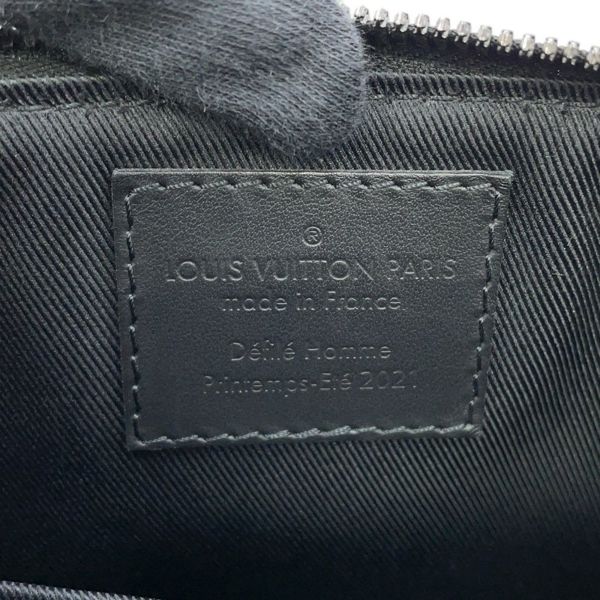 ®
LOUIS VUITTON PARIS
made in France
Défilé Homme
Printemps-Eté 2021